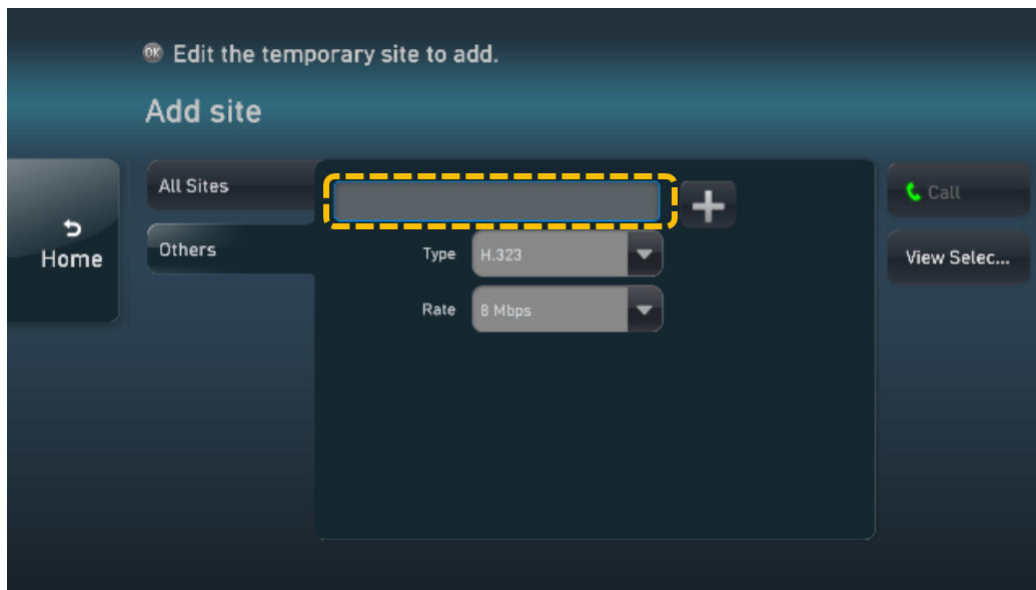 OK Edit the temporary site to add.
Add site
Home
All Sites
Others
Type H.323
Rate 8 Mbps
Call
View Selec...